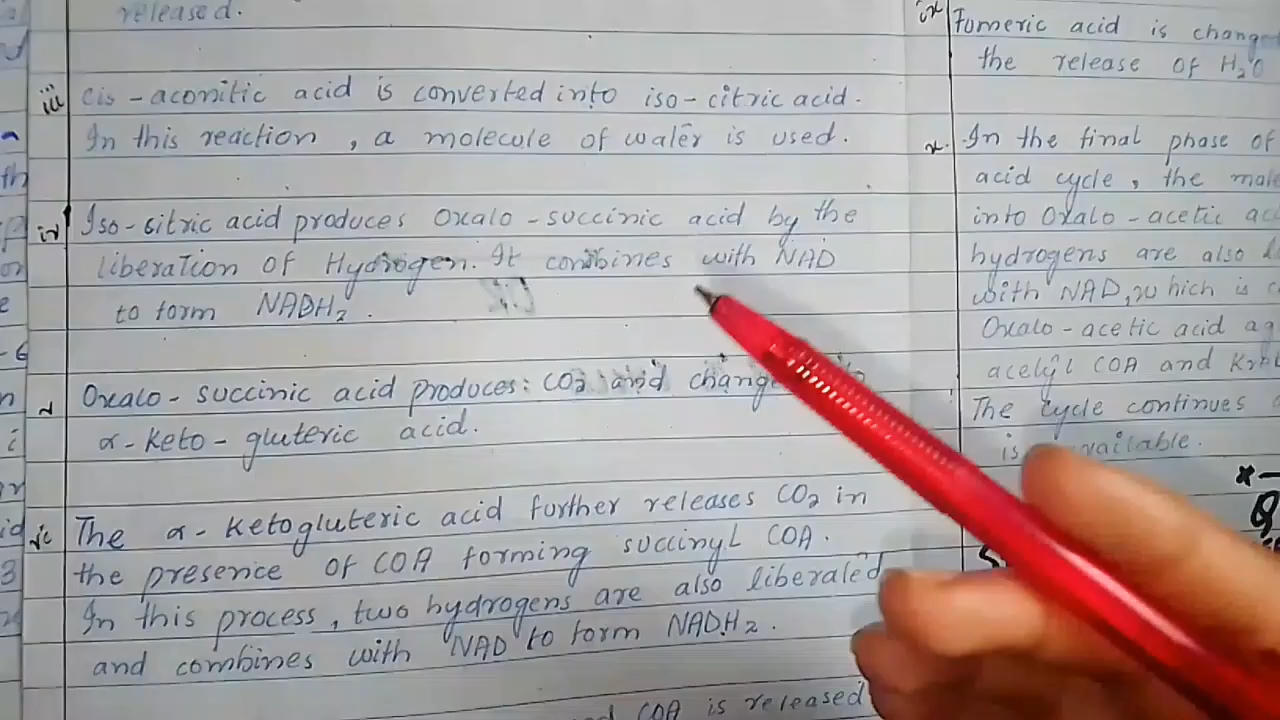 released.
iii cis-aconitic acid is converted into iso-citric acid.
In this reaction, a molecule of water is used.
iv Iso-citric acid produces Oxalo-succinic acid by the
liberation of Hydrogen. It combines with NAD
to form NADH2.
v Oxalo-succinic acid produces: CO2 and change
α-keto-gluteric acid.
vi The α-ketogluteric acid further releases CO2 in
the presence of COA forming succinyl COA.
In this process, two hydrogens are also liberated
and combines with NAD to form NADH2.
COA is released
ix Fumeric acid is change
the release of H2O
x. In the final phase of
acid cycle, the mal
into Oxalo-acetic ac
hydrogens are also
with NAD, which is
Oxalo-acetic acid ag
acetyl COA and
The cycle continues
is available.